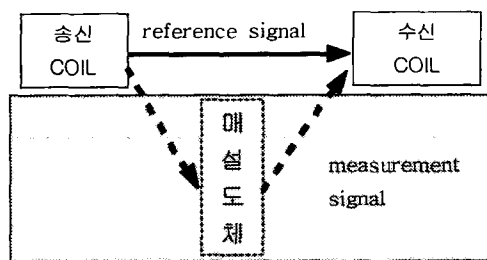 송신
COIL
reference signal
수신
COIL
매
설
도
체
measurement
signal